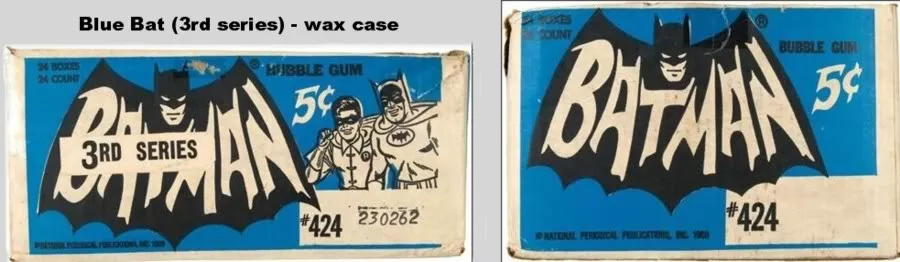 Blue Bat (3rd series) - wax case
24 BOXES
24 COUNT
BATMAN
®
BUBBLE GUM
5¢
3RD SERIES
#424
230262
© NATIONAL PERIODICAL PUBLICATIONS, INC. 1966
24 BOXES
24 COUNT
BATMAN
®
BUBBLE GUM
5¢
#424
© NATIONAL PERIODICAL PUBLICATIONS, INC. 1966